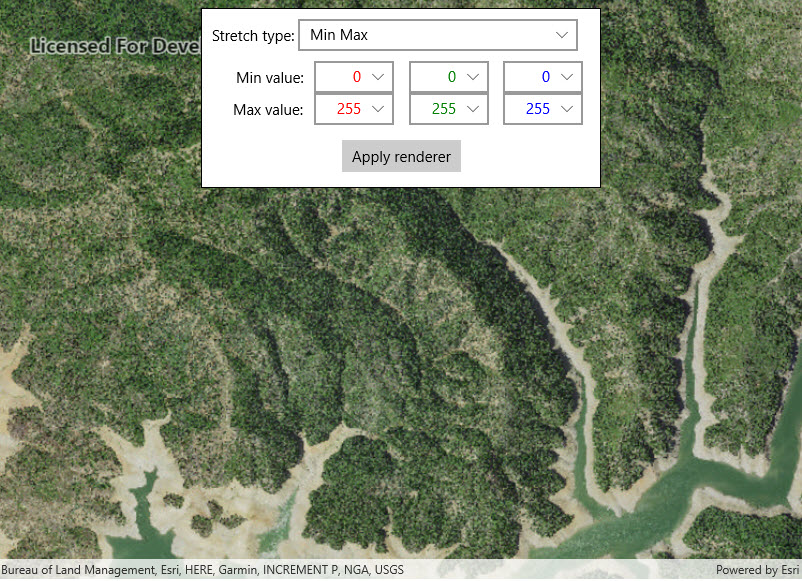 Licensed For Deve
Stretch type: Min Max
Min value: 0 0 0
Max value: 255 255 255
Apply renderer
Bureau of Land Management, Esri, HERE, Garmin, INCREMENT P, NGA, USGS
Powered by Esri